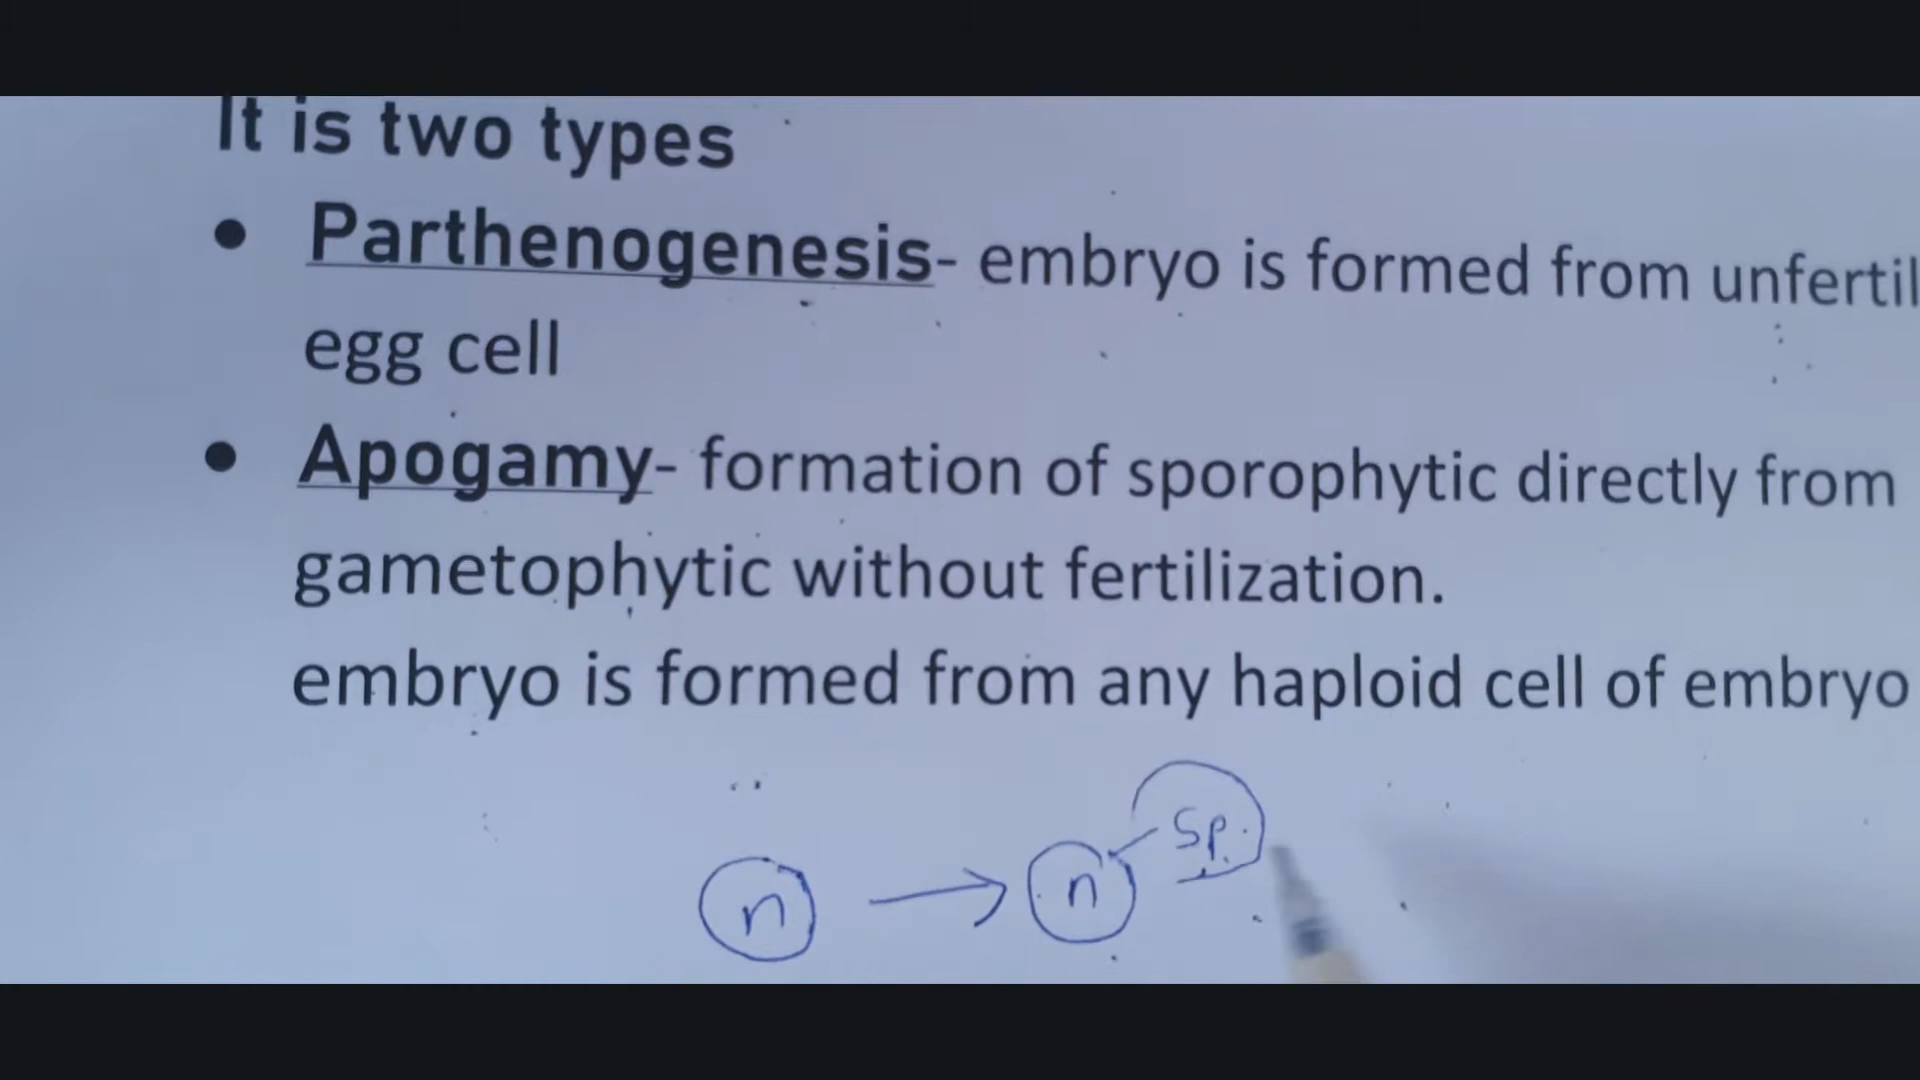 It is two types
• Parthenogenesis- embryo is formed from unfertil
egg cell
• Apogamy- formation of sporophytic directly from
gametophytic without fertilization.
embryo is formed from any haploid cell of embryo
Sp.
n → n